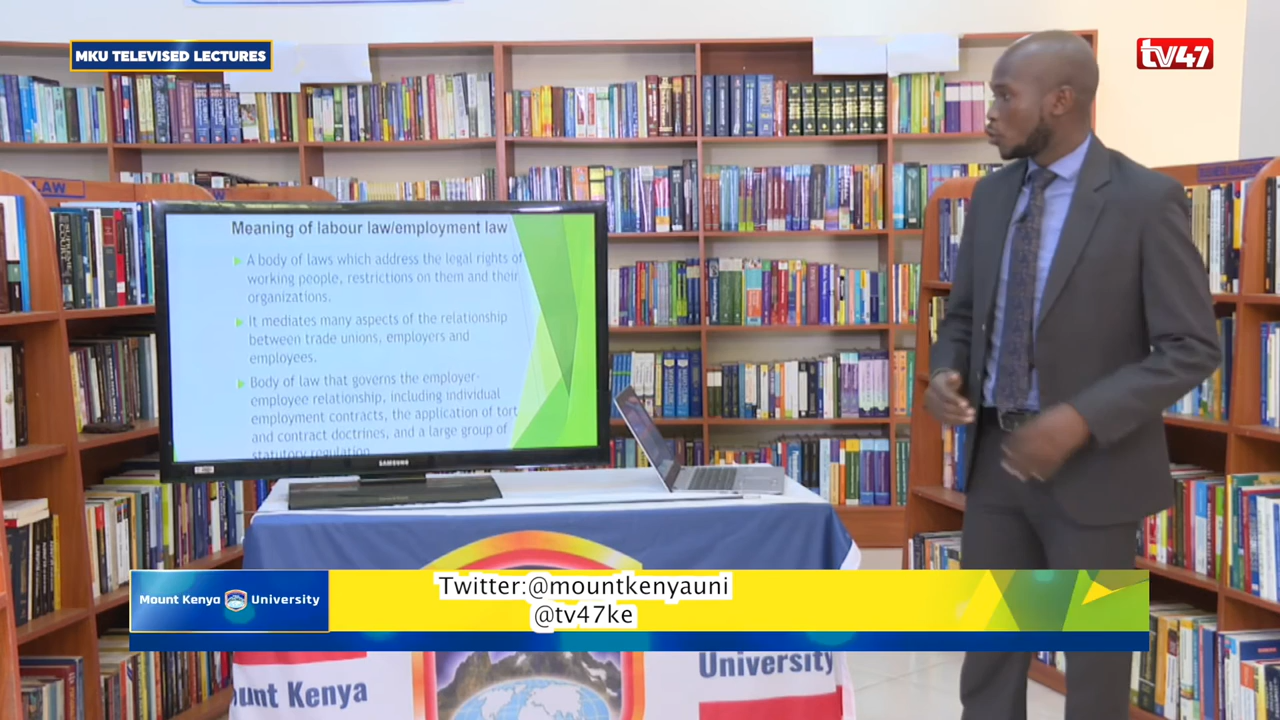 MKU TELEVISED LECTURES
tv47
LAW
Meaning of labour law/employment law
A body of laws which address the legal rights of
working people, restrictions on them and their
organizations.
It mediates many aspects of the relationship
between trade unions, employers and
employees.
Body of law that governs the employer-
employee relationship, including individual
employment contracts, the application of tort
and contract doctrines, and a large group of
statutory regulation
SAMSUNG
Twitter:@mountkenyauni
@tv47ke
Mount Kenya University
University
ount Kenya